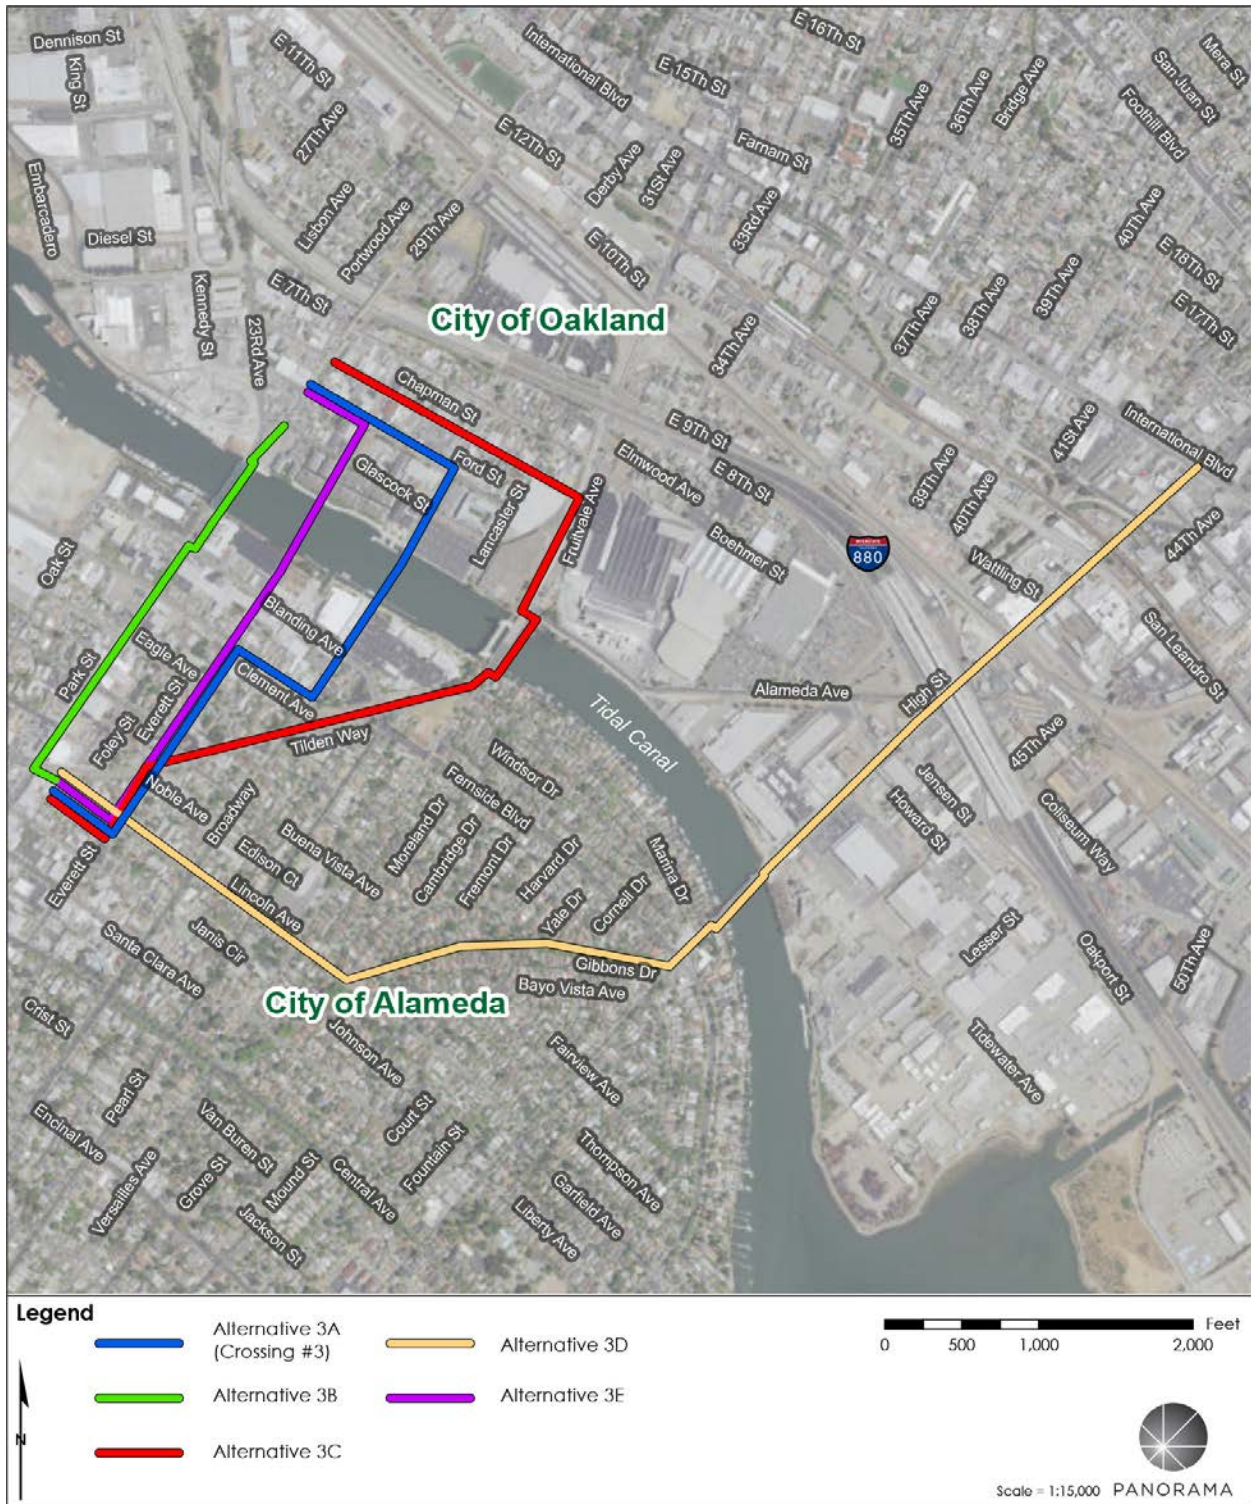 Dennison St
King St
E 11Th St
International Blvd
E 16Th St
E 15Th St
Mera St
San Juan St
Foothill Blvd
Bridge Ave
36Th Ave
35Th Ave
27Th Ave
E 12Th St
Derby Ave
31St Ave
Farnam St
Embarcadero
Diesel St
Lisbon Ave
Portwood Ave
29Th Ave
E 10Th St
33Rd Ave
40Th Ave
E 18Th St
E 17Th St
39Th Ave
38Th Ave
37Th Ave
Kennedy St
E 7Th St
23Rd Ave
City of Oakland
34Th Ave
Chapman St
E 9Th St
41St Ave
International Blvd
Ford St
Glascock St
Elmwood Ave
E 8Th St
39Th Ave
40Th Ave
Lancaster St
Fruitvale Ave
44Th Ave
Boehmer St
INTERSTATE
880
Wattling St
Oak St
Blanding Ave
San Leandro St
Eagle Ave
Park St
Everett St
Clement Ave
Alameda Ave
High St
Foley St
Tilden Way
Tidal Canal
45Th Ave
Windsor Dr
Noble Ave
Broadway
Fernside Blvd
Jensen St
Howard St
Coliseum Way
Moreland Dr
Cambridge Dr
Fremont Dr
Harvard Dr
Marina Dr
Edison Ct
Buena Vista Ave
Everett St
Lincoln Ave
Yale Dr
Cornell Dr
Janis Cir
Lesser St
Santa Clara Ave
Oakport St
50Th Ave
Gibbons Dr
Bayo Vista Ave
City of Alameda
Crist St
Johnson Ave
Fairview Ave
Tidewater Ave
Pearl St
Encinal Ave
Van Buren St
Court St
Fountain St
Thompson Ave
Versailles Ave
Grove St
Mound St
Central Ave
Garfield Ave
Jackson St
Liberty Ave
Legend
Alternative 3A
(Crossing #3)
Alternative 3B
Alternative 3C
Alternative 3D
Alternative 3E
Feet
0 500 1,000 2,000
N
Scale = 1:15,000 PANORAMA